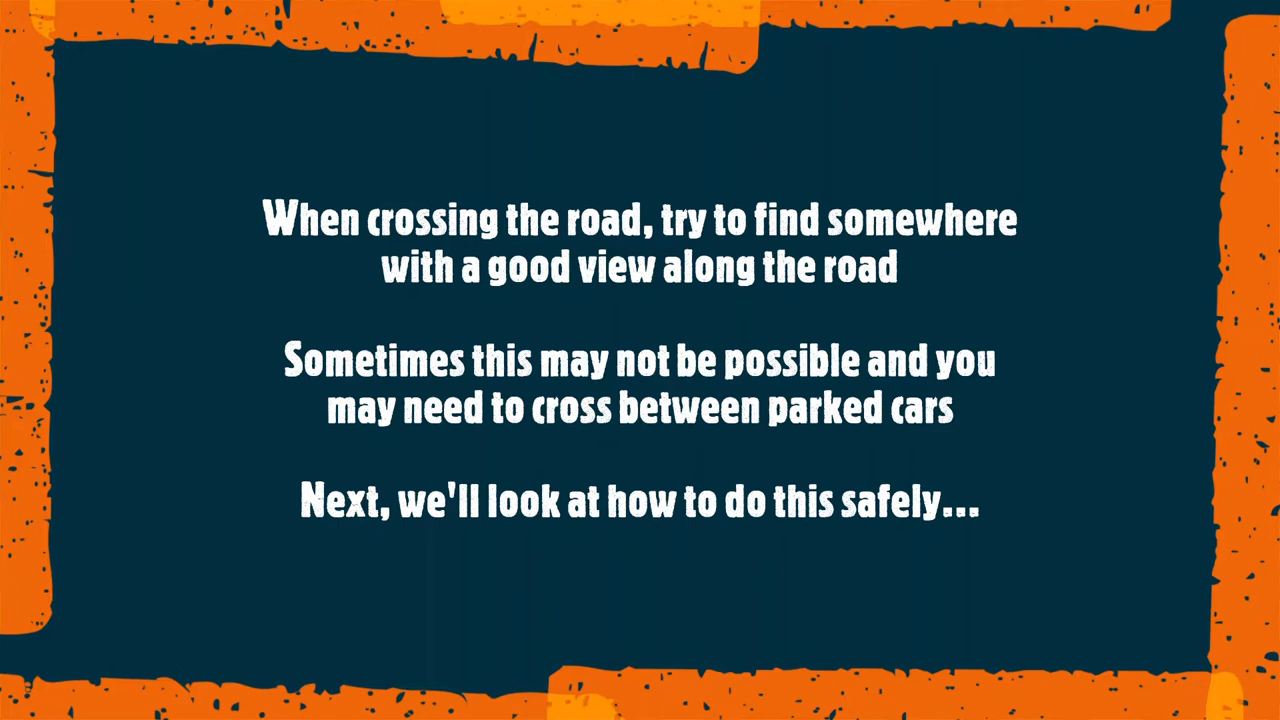 When crossing the road, try to find somewhere
with a good view along the road
Sometimes this may not be possible and you
may need to cross between parked cars
Next, we'll look at how to do this safely...